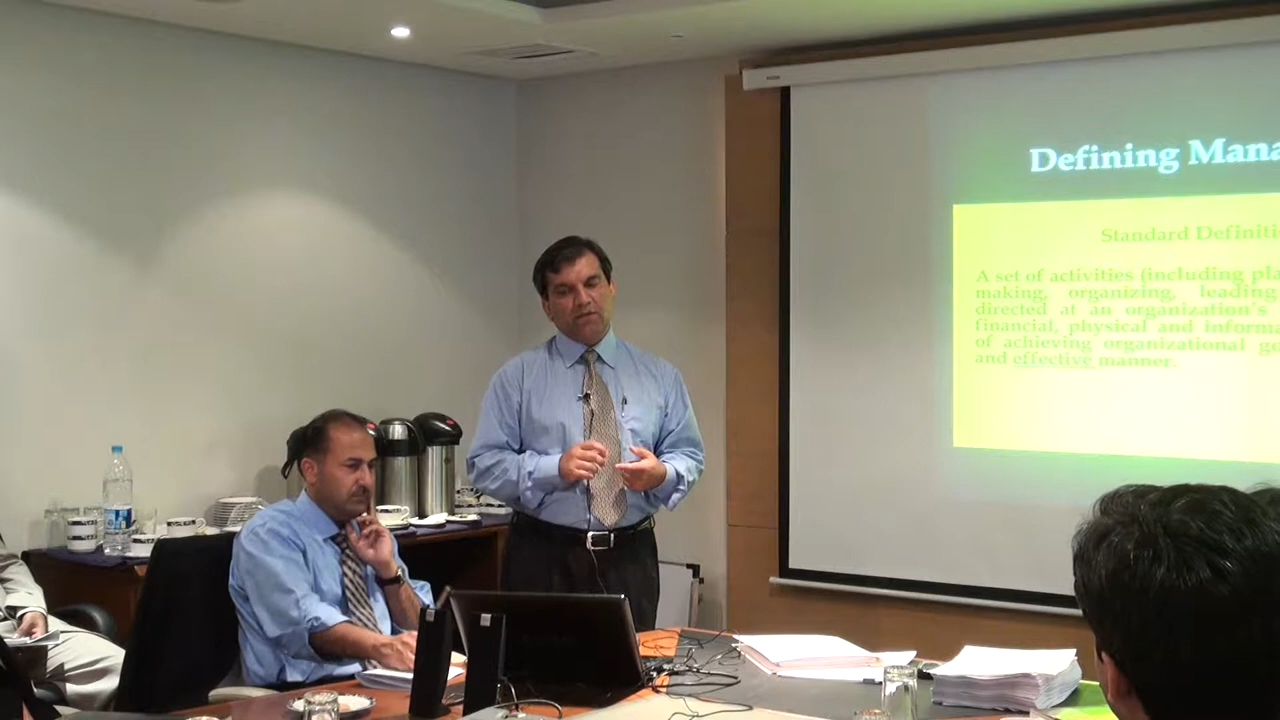 Defining Mana
Standard Definiti
A set of activities (including pla
making, organizing, leading
directed at an organization's
financial, physical and informa
of achieving organizational go
and effective manner.